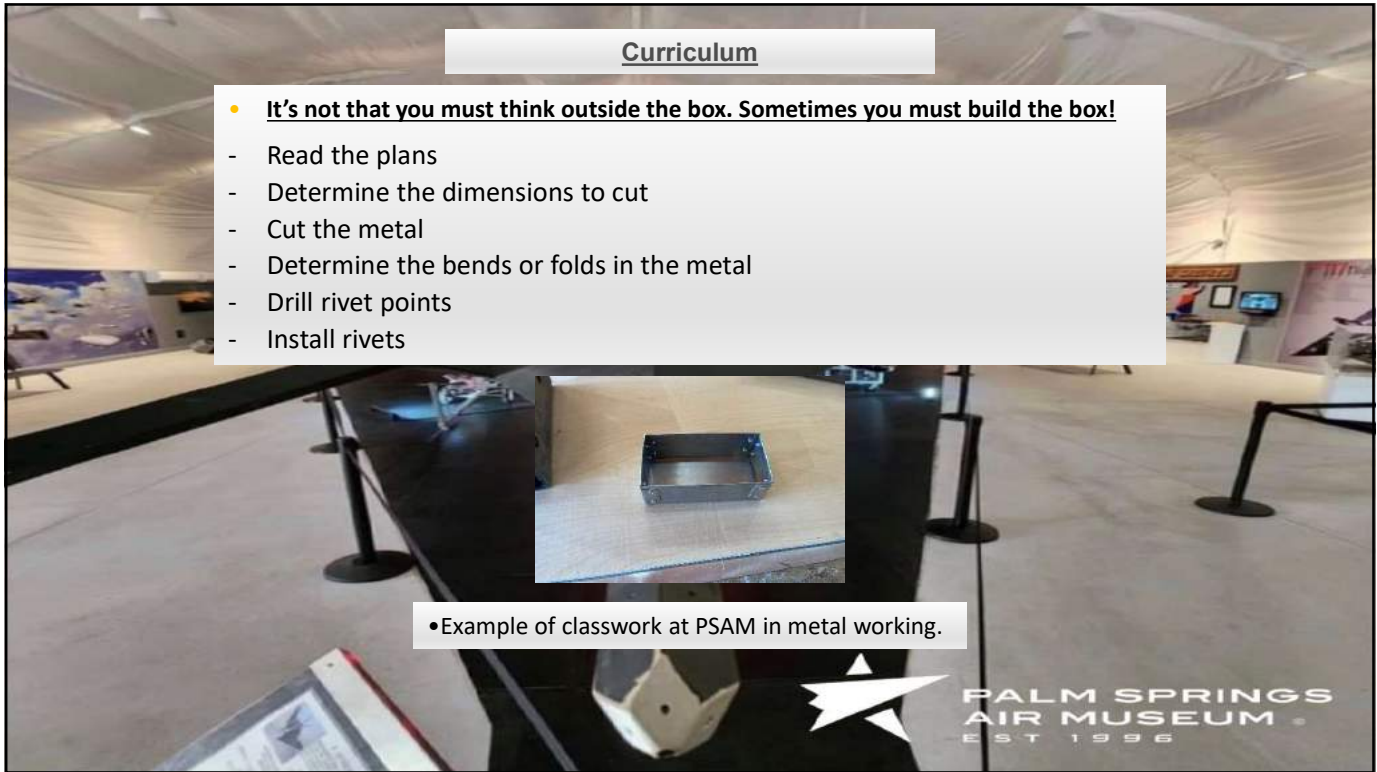 Curriculum
• It's not that you must think outside the box. Sometimes you must build the box!
- Read the plans
- Determine the dimensions to cut
- Cut the metal
- Determine the bends or folds in the metal
- Drill rivet points
- Install rivets
•Example of classwork at PSAM in metal working.
PALM SPRINGS
AIR MUSEUM
EST 1996